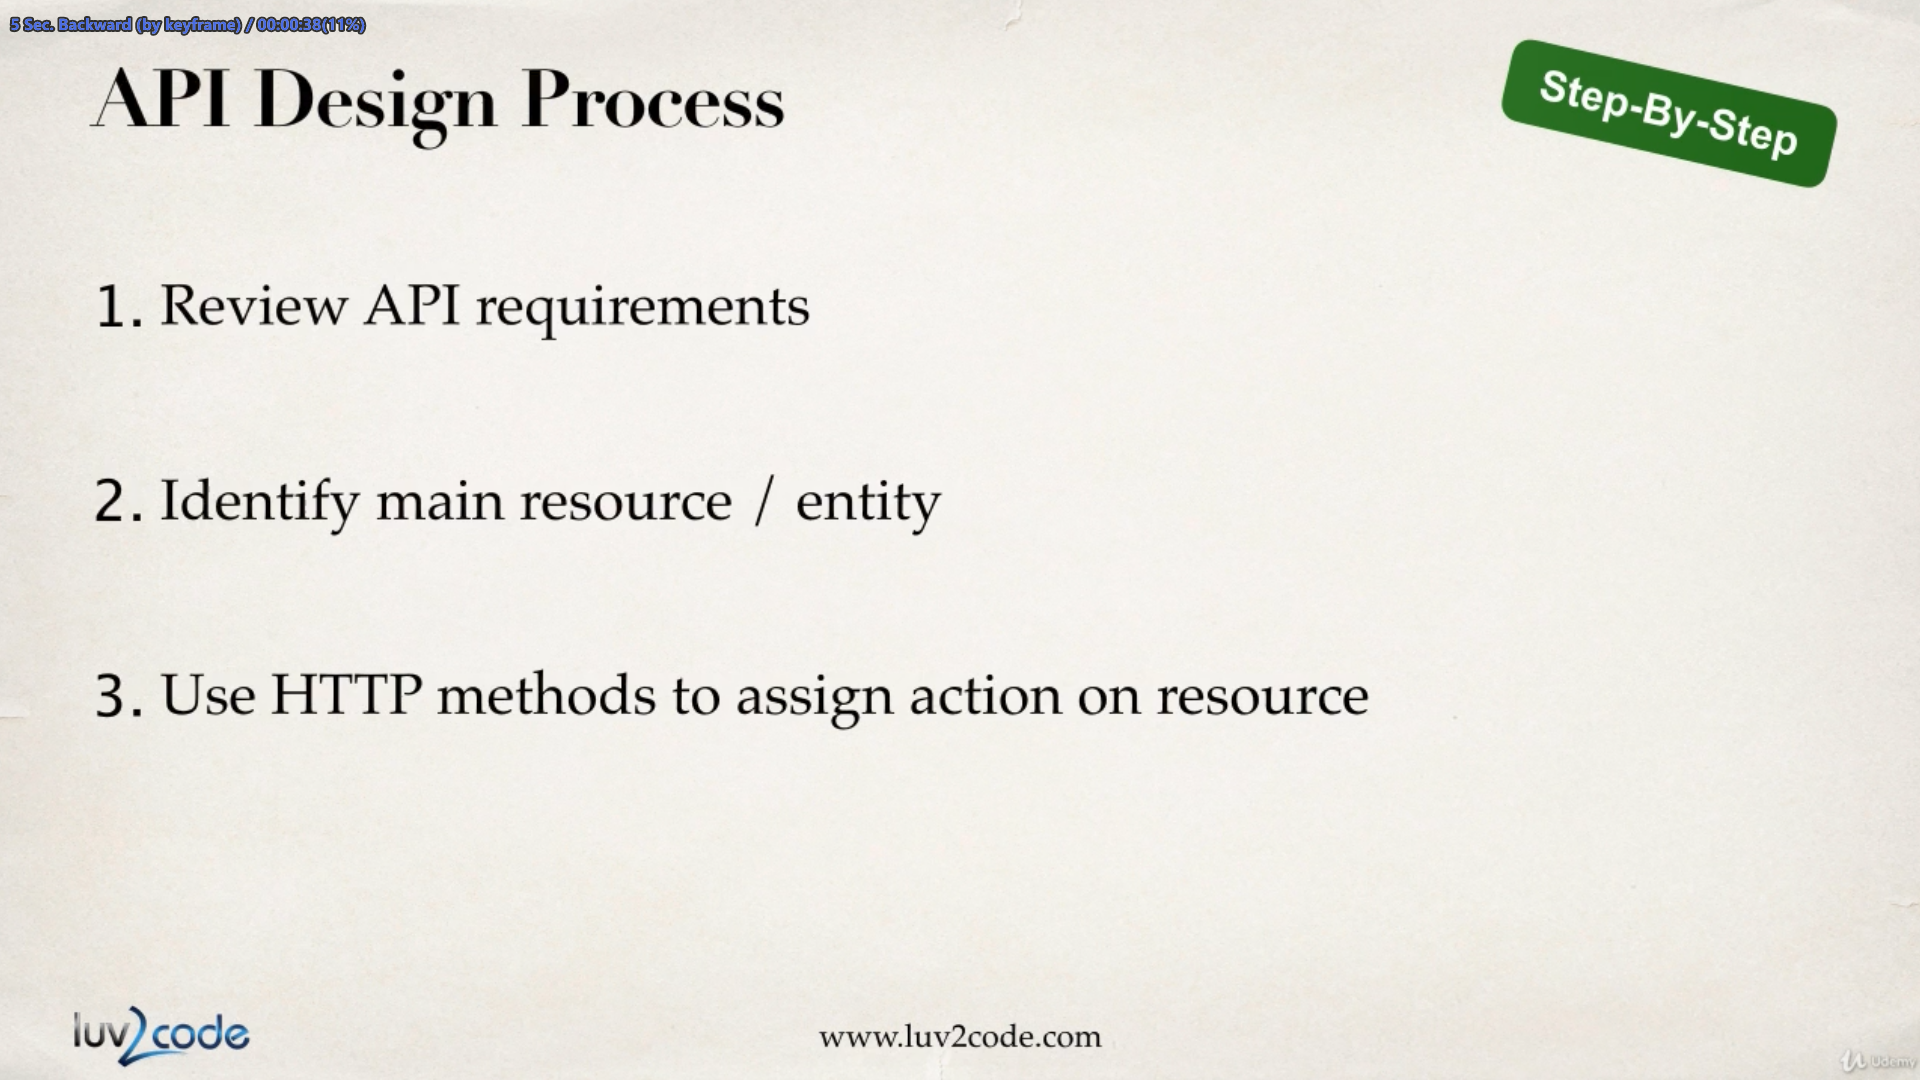 5 Sec. Backward (by keyframe) / 00:00:38(11%)
API Design Process
Step-By-Step
1. Review API requirements
2. Identify main resource / entity
3. Use HTTP methods to assign action on resource
luv2code
www.luv2code.com
Udemy